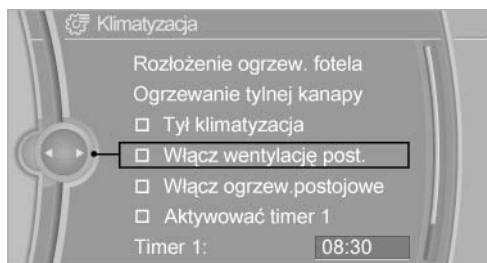 Klimatyzacja
Rozłożenie ogrzew. fotela
Ogrzewanie tylnej kanapy
Tył klimatyzacja
Włącz wentylację post.
Włącz ogrzew.postojowe
Aktywować timer 1
Timer 1: 08:30